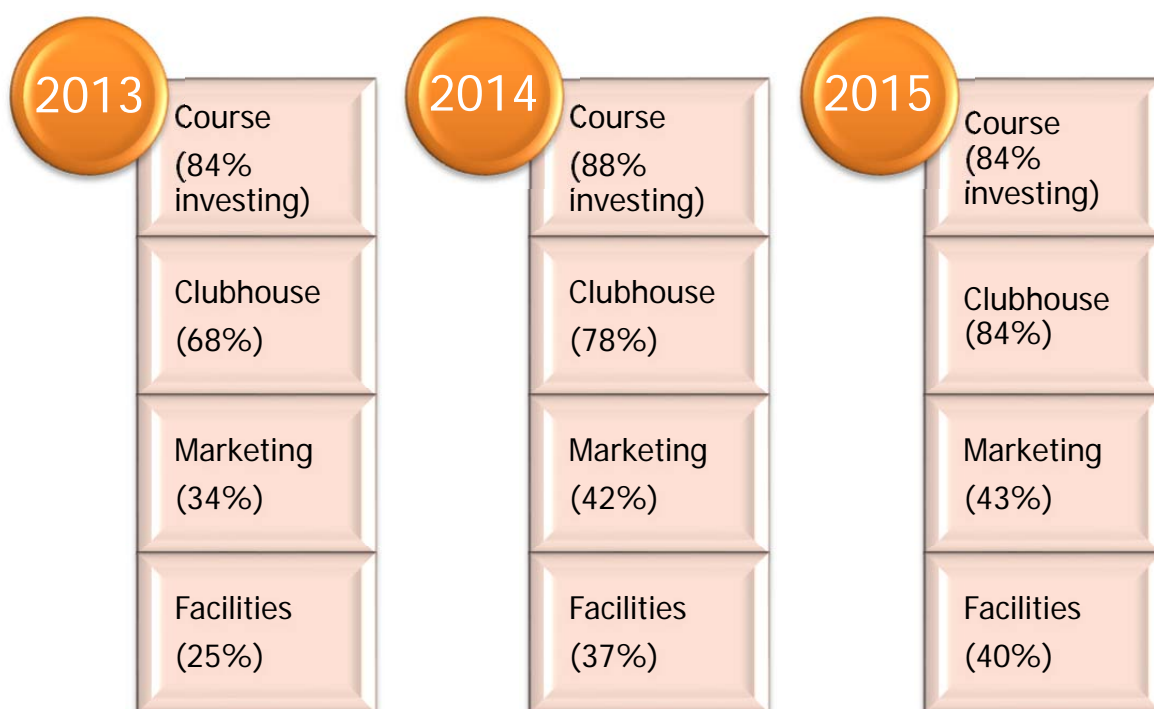 2013
Course
(84%
investing)
Clubhouse
(68%)
Marketing
(34%)
Facilities
(25%)
2014
Course
(88%
investing)
Clubhouse
(78%)
Marketing
(42%)
Facilities
(37%)
2015
Course
(84%
investing)
Clubhouse
(84%)
Marketing
(43%)
Facilities
(40%)